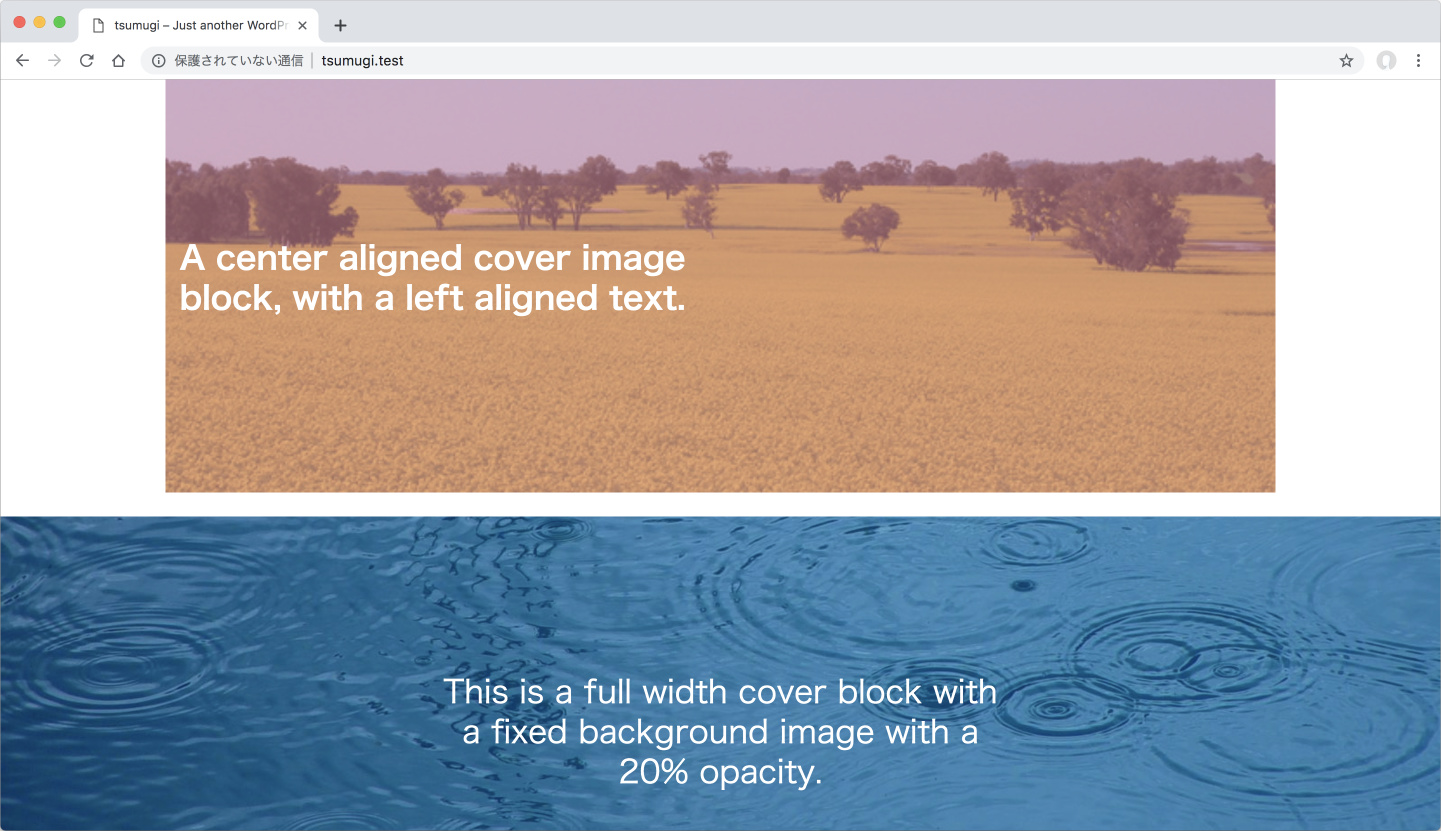 tsumugi – Just another WordPr
保護されていない通信 | tsumugi.test
A center aligned cover image
block, with a left aligned text.
This is a full width cover block with
a fixed background image with a
20% opacity.